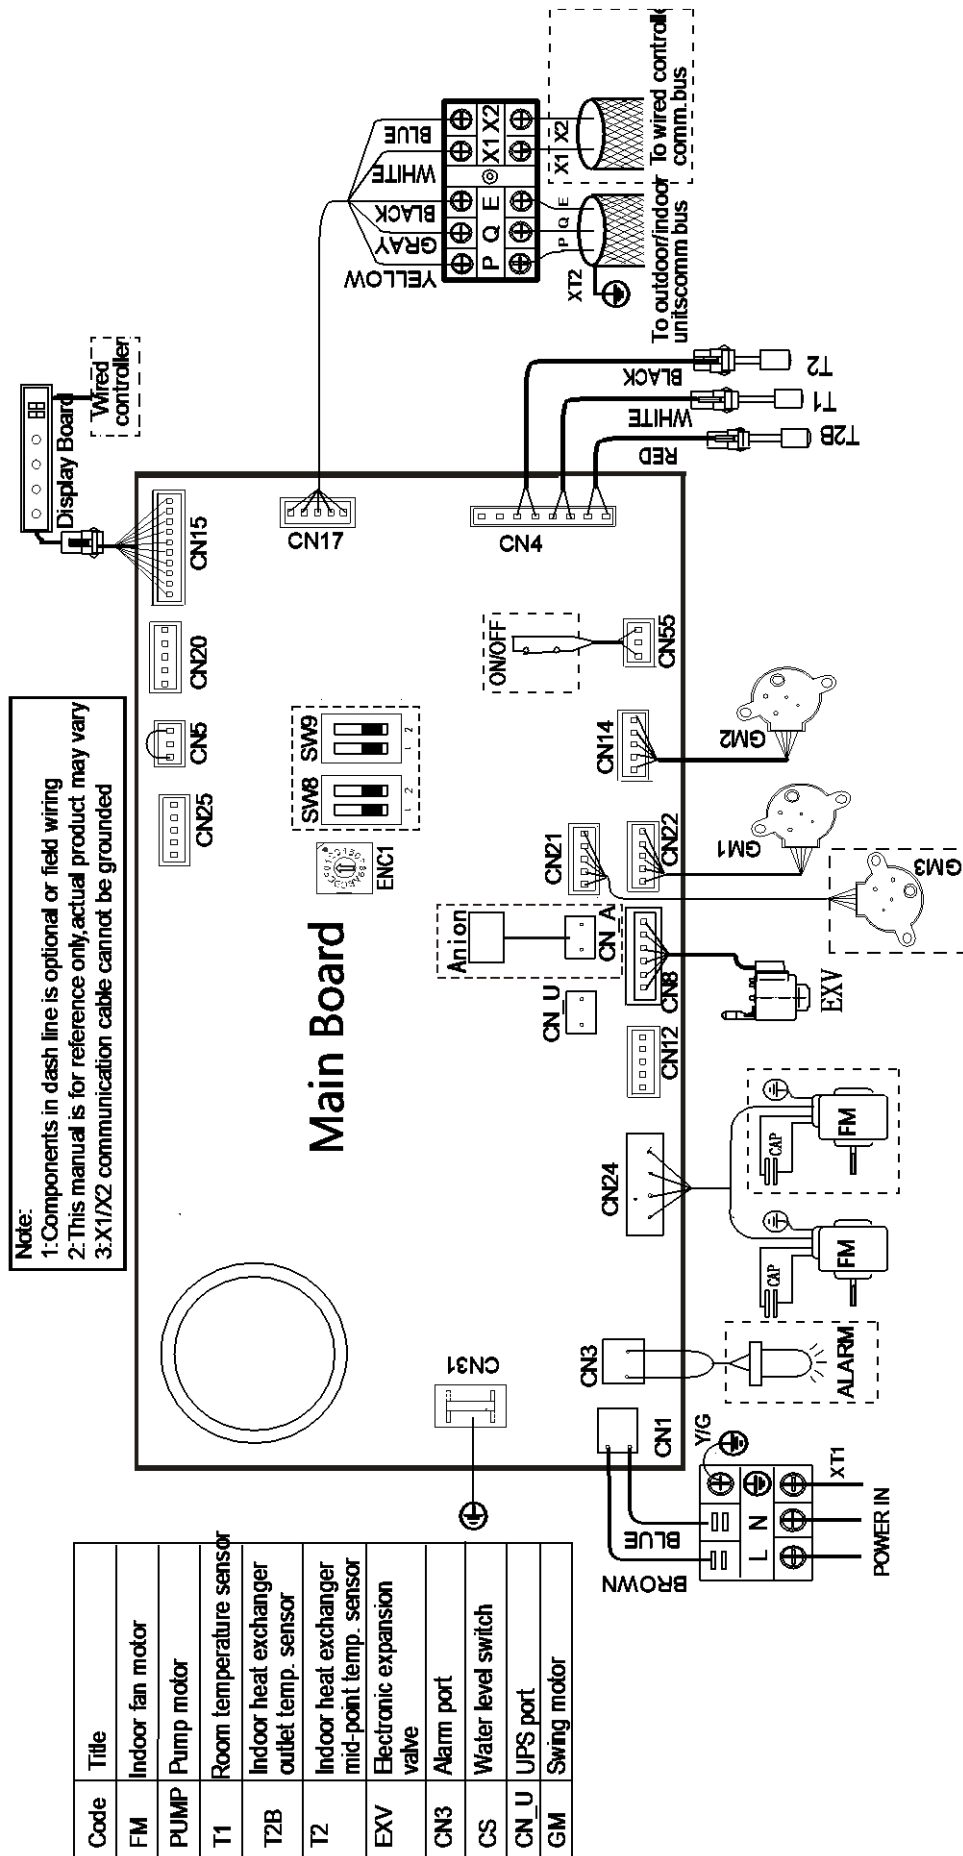 Note:
1:Components in dash line is optional or field wiring
2:This manual is for reference only,actual product may vary
3:X1/X2 communication cable cannot be grounded
Code Title
FM Indoor fan motor
PUMP Pump motor
T1 Room temperature sensor
T2B Indoor heat exchanger
outlet temp. sensor
T2 Indoor heat exchanger
mid-point temp. sensor
EXV Electronic expansion
valve
CN3 Alarm port
CS Water level switch
CN_U UPS port
GM Swing motor
Main Board
CN31
CN25
CN5
CN20
CN15
Display Board
Wired
controller
ENC1
SW8
SW9
1 2
1 2
CN17
YELLOW
GRAY
BLACK
WHITE
BLUE
P Q E X1 X2
P Q E
X1 X2
XT2
To outdoor/indoor
unitscomm bus
To wired controlle
comm.bus
CN4
RED
WHITE
BLACK
T2B
T1
T2
ON/OFF
CN55
CN14
GM2
CN21
CN22
GM1
GM3
Anion
CN_A
CN_U
CN8
EXV
CN12
CN24
CAP
FM
CAP
FM
CN3
ALARM
CN1
BROWN
BLUE
Y/G
L N
XT1
POWER IN